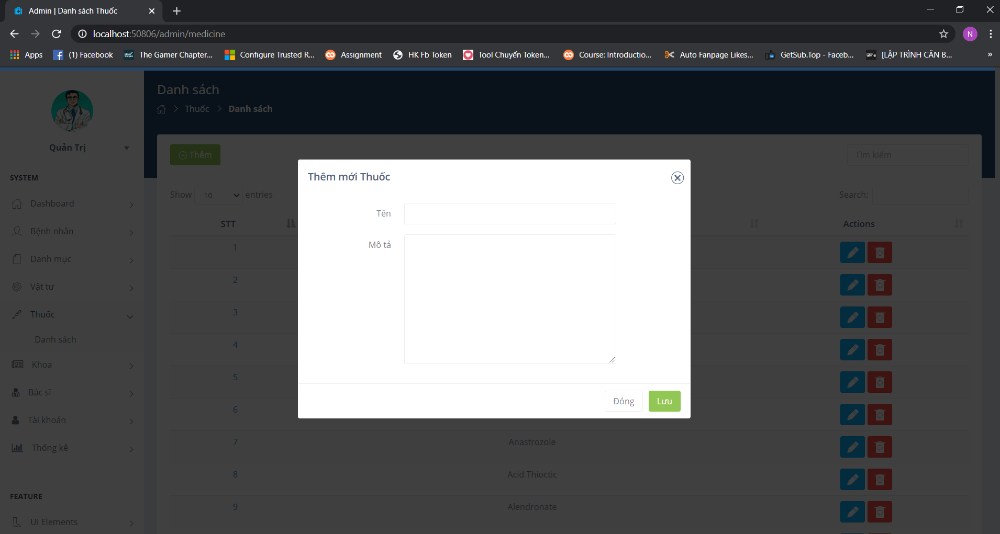 Admin | Danh sách Thuốc
localhost:50806/admin/medicine
N
Apps
(1) Facebook
The Gamer Chapter...
Configure Trusted R...
Assignment
HK Fb Token
Tool Chuyển Token...
Course: Introductio...
Auto Fanpage Likes...
GetSub.Top - Faceb...
[LẬP TRÌNH CĂN B...
»
Danh sách
Thuốc > Danh sách
Quản Trị
Thêm
Tìm kiếm
SYSTEM
Dashboard
Bệnh nhân
Danh mục
Vật tư
Thuốc
Danh sách
Khoa
Bác sĩ
Tài khoản
Thống kê
FEATURE
UI Elements
Show 10 entries
Search:
STT
Actions
1
2
3
4
5
6
7 Anastrozole
8 Acid Thioctic
9 Alendronate
Thêm mới Thuốc
Tên
Mô tả
Đóng
Lưu